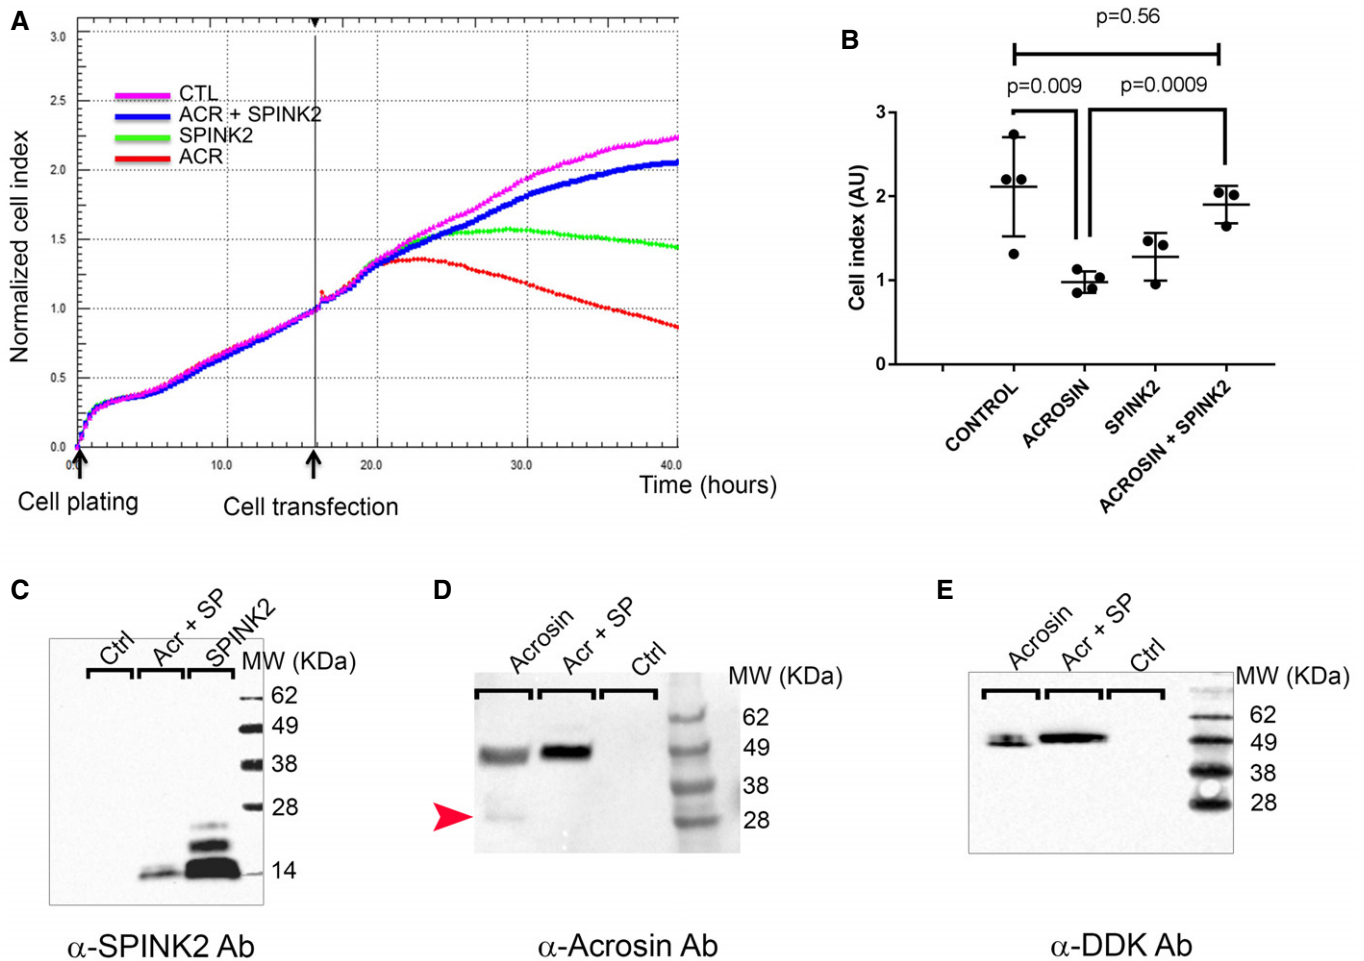 A
Normalized cell index
3.0
2.5
2.0
1.5
1.0
0.5
0.0
CTL
ACR + SPINK2
SPINK2
ACR
0.0
10.0
20.0
30.0
40.0
Time (hours)
Cell plating
Cell transfection
B
p=0.56
p=0.009
p=0.0009
Cell index (AU)
3
2
1
0
CONTROL
ACROSIN
SPINK2
ACROSIN + SPINK2
C
Ctrl
Acr + SP
SPINK2
MW (KDa)
62
49
38
28
14
α-SPINK2 Ab
D
Acrosin
Acr + SP
Ctrl
MW (KDa)
62
49
38
28
α-Acrosin Ab
E
Acrosin
Acr + SP
Ctrl
MW (KDa)
62
49
38
28
α-DDK Ab